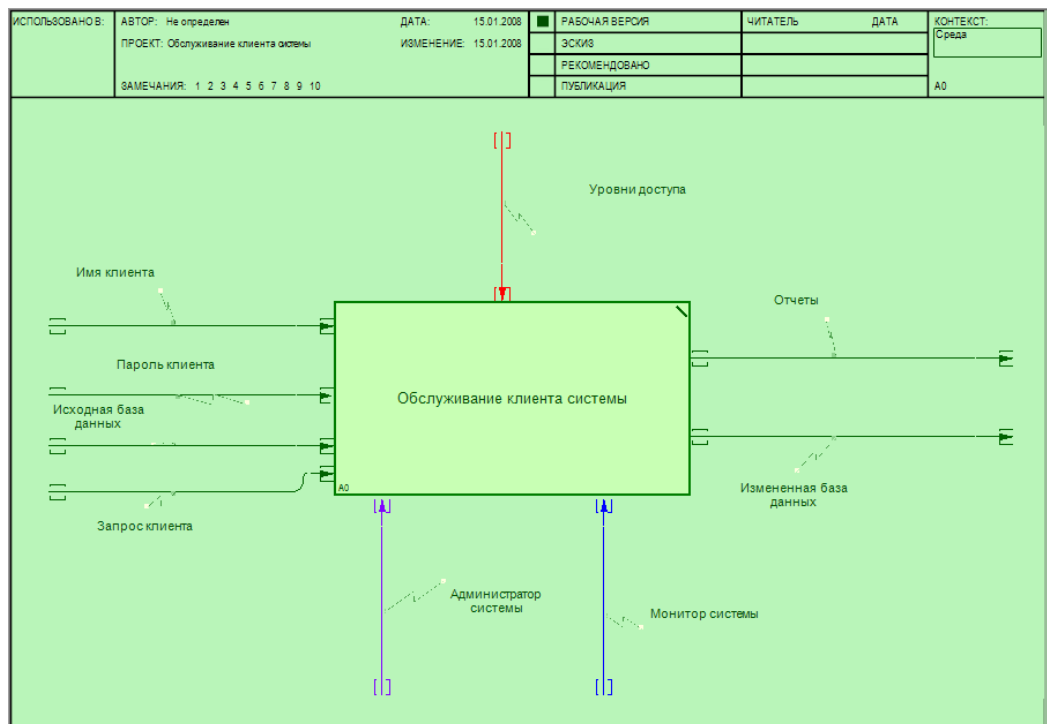 ИСПОЛЬЗОВАНО В:
АВТОР: Не определен
ДАТА: 15.01.2008
РАБОЧАЯ ВЕРСИЯ
ЧИТАТЕЛЬ
ДАТА
КОНТЕКСТ:
Среда
ПРОЕКТ: Обслуживание клиента системы
ИЗМЕНЕНИЕ: 15.01.2008
ЭСКИЗ
РЕКОМЕНДОВАНО
ЗАМЕЧАНИЯ: 1 2 3 4 5 6 7 8 9 10
ПУБЛИКАЦИЯ
A0
Уровни доступа
Имя клиента
Отчеты
Пароль клиента
Обслуживание клиента системы
Исходная база
данных
A0
Измененная база
данных
Запрос клиента
Администратор
системы
Монитор системы